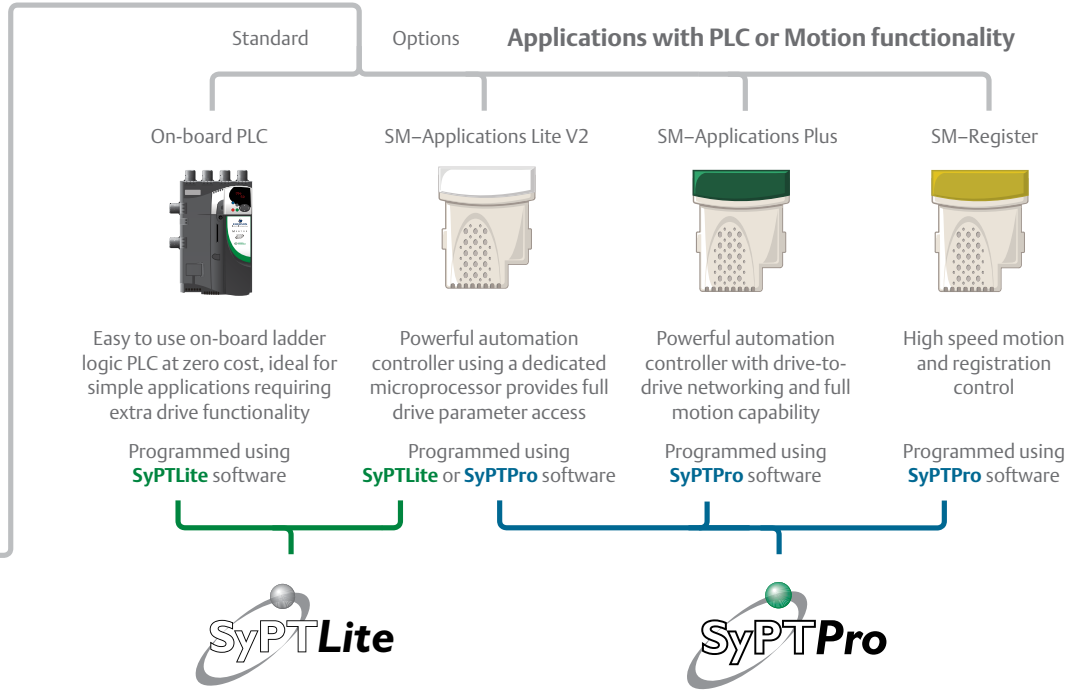 Standard
Options
Applications with PLC or Motion functionality
On-board PLC
SM–Applications Lite V2
SM–Applications Plus
SM–Register
Easy to use on-board ladder
logic PLC at zero cost, ideal for
simple applications requiring
extra drive functionality
Programmed using
SyPTLite software
Powerful automation
controller using a dedicated
microprocessor provides full
drive parameter access
Programmed using
SyPTLite or SyPTPro software
Powerful automation
controller with drive-to-
drive networking and full
motion capability
Programmed using
SyPTPro software
High speed motion
and registration
control
Programmed using
SyPTPro software
SyPTLite
SyPTPro